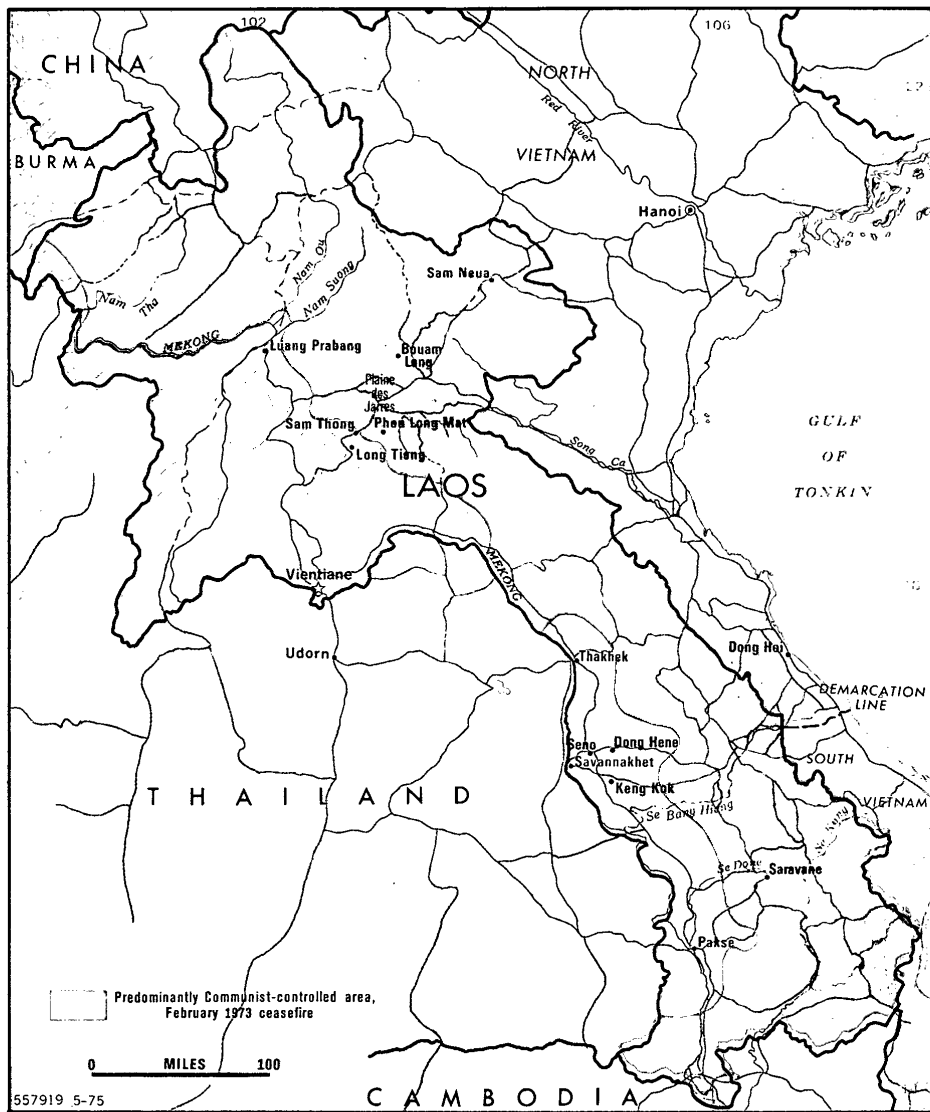 102
106
CHINA
NORTH
Red River
BURMA
VIETNAM
Hanoi
Nam Ou
Nam Suong
Sam Neua
Nam Tha
MEKONG
Luang Prabang
Bouam
Long
Plaine
des
Jarres
GULF
OF
TONKIN
Sam Thong
Phou Long Mat
Song Ca
Long Tieng
LAOS
MEKONG
Vientiane
Udorn
Thakhek
Dong Hoi
DEMARCATION
LINE
Seno
Dong Hene
SOUTH
Savannakhet
THAILAND
Keng Kok
VIETNAM
Se Bang Hiang
Se Kong
Se Done
Saravane
Pakse
Predominantly Communist-controlled area,
February 1973 ceasefire
0 MILES 100
CAMBODIA
557919 5-75